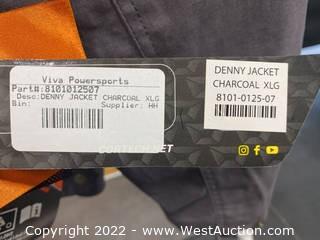 Viva Powersports
Part#:8101012507
Desc:DENNY JACKET CHARCOAL XLG
Bin: Supplier: HH
DENNY JACKET
CHARCOAL XLG
8101-0125-07
Copyright 2022 - WestAuction.com